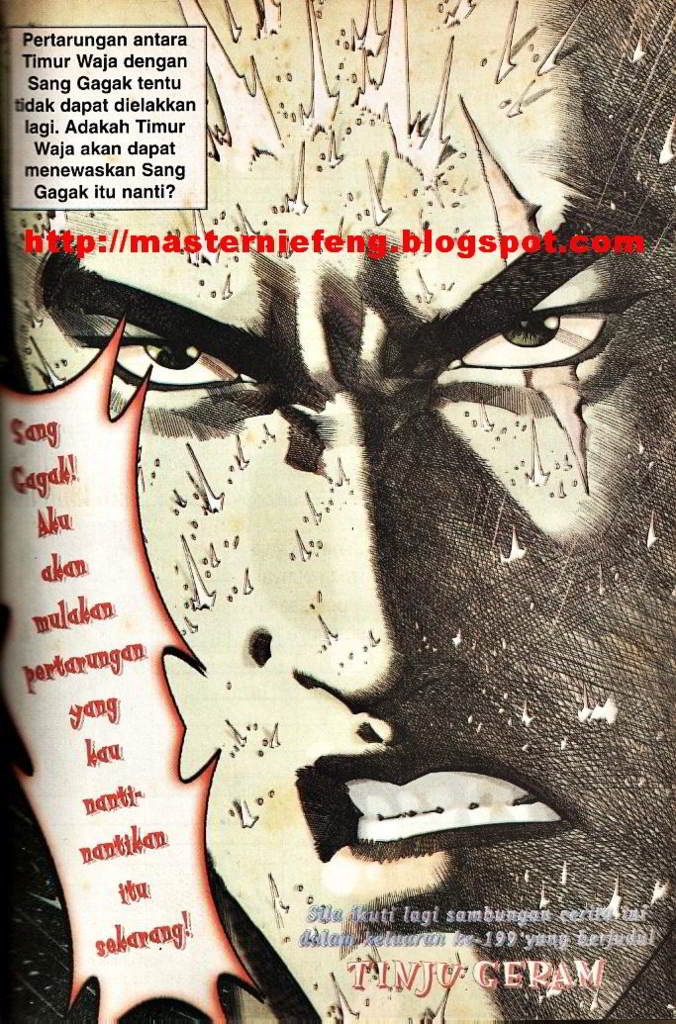 Pertarungan antara
Timur Waja dengan
Sang Gagak tentu
tidak dapat dielakkan
lagi. Adakah Timur
Waja akan dapat
menewaskan Sang
Gagak itu nanti?
http://masterniefeng.blogspot.com
Sang
Gagak!
Aku
akan
mulakan
pertarungan
yang
kau
nanti-
nantikan
itu
sekarang!
Sila ikuti lagi sambungan cerita ini
dalam keluaran ke-199 yang berjudul
TINJU GERAM